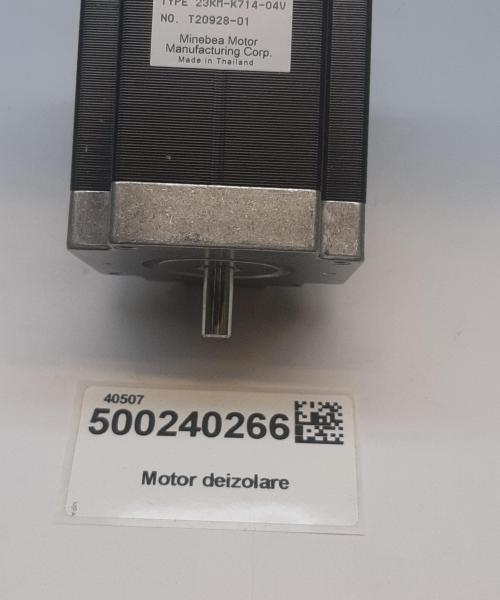 TYPE 23KM-K714-04V
NO. T20928-01
Minebea Motor
Manufacturing Corp.
Made in Thailand
40507
500240266
Motor deizolare